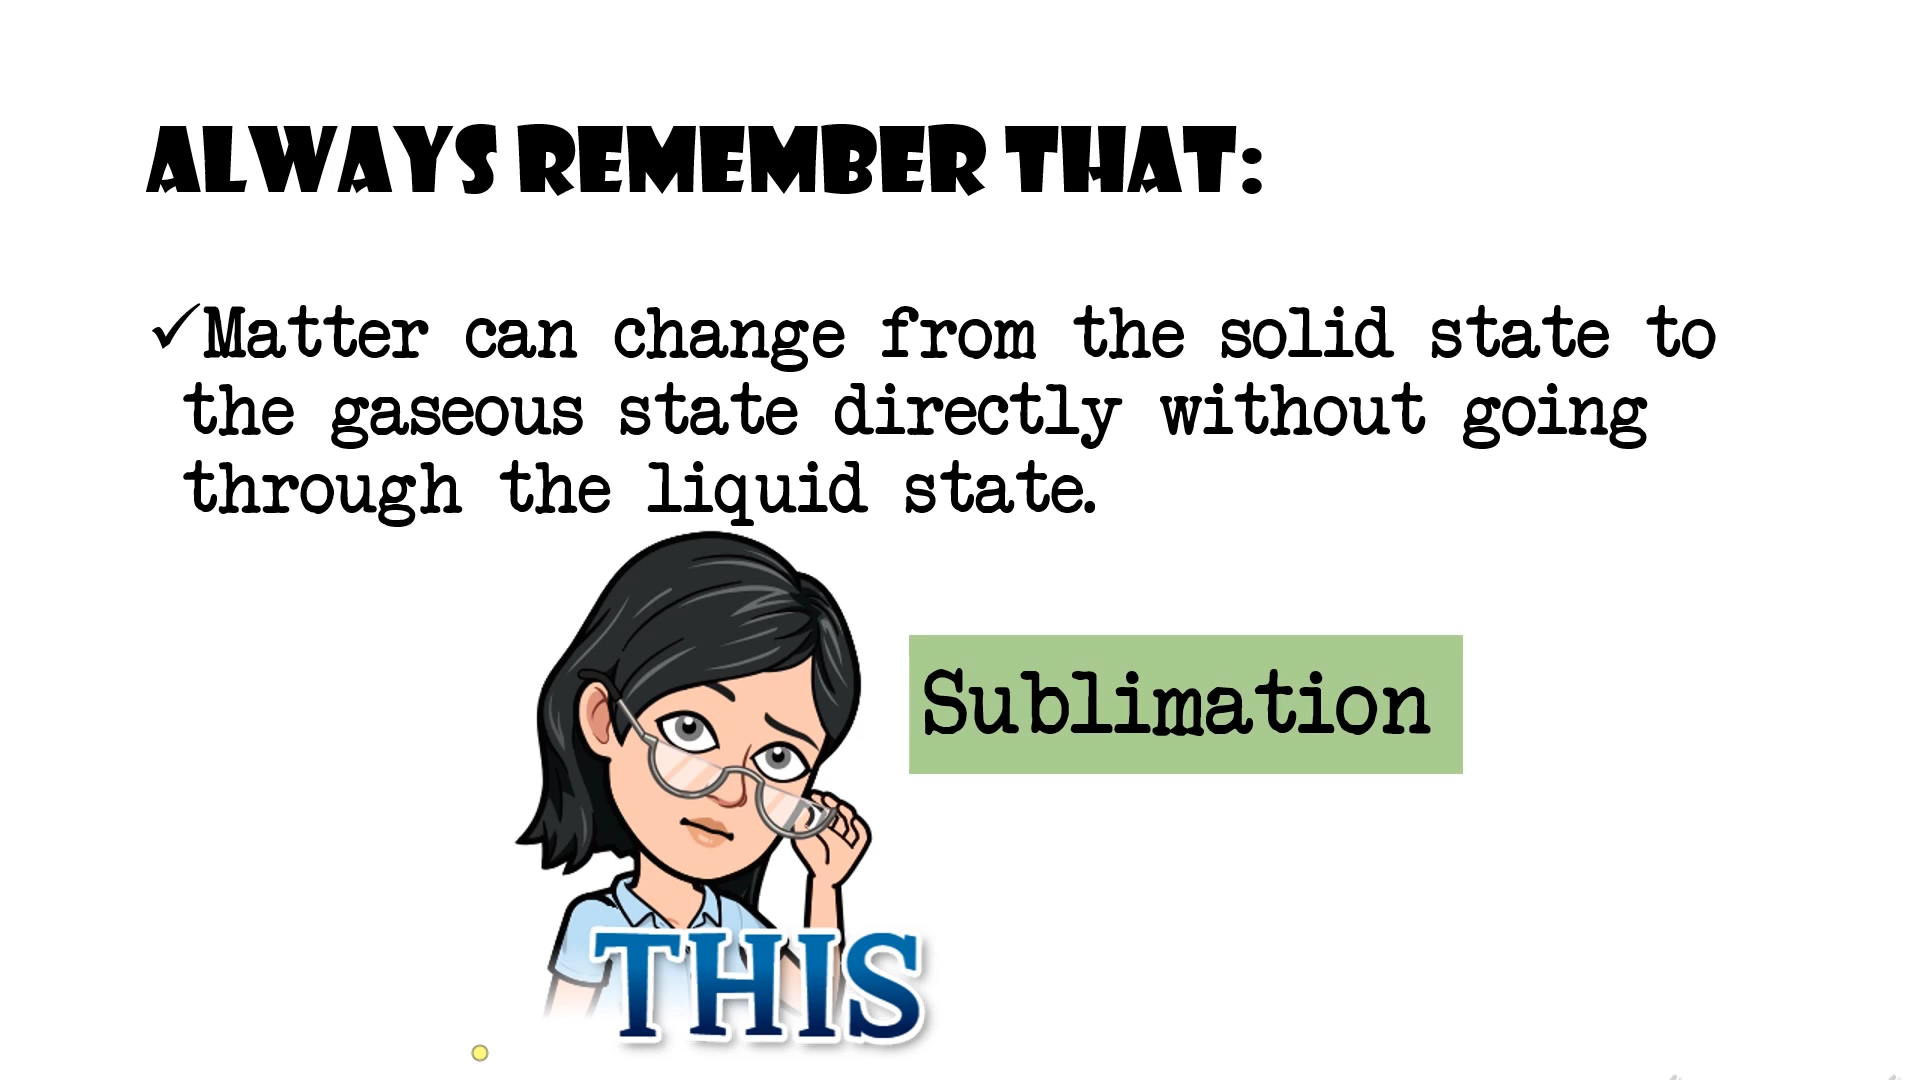 ALWAYS REMEMBER THAT:
✓Matter can change from the solid state to
the gaseous state directly without going
through the liquid state.
Sublimation
THIS